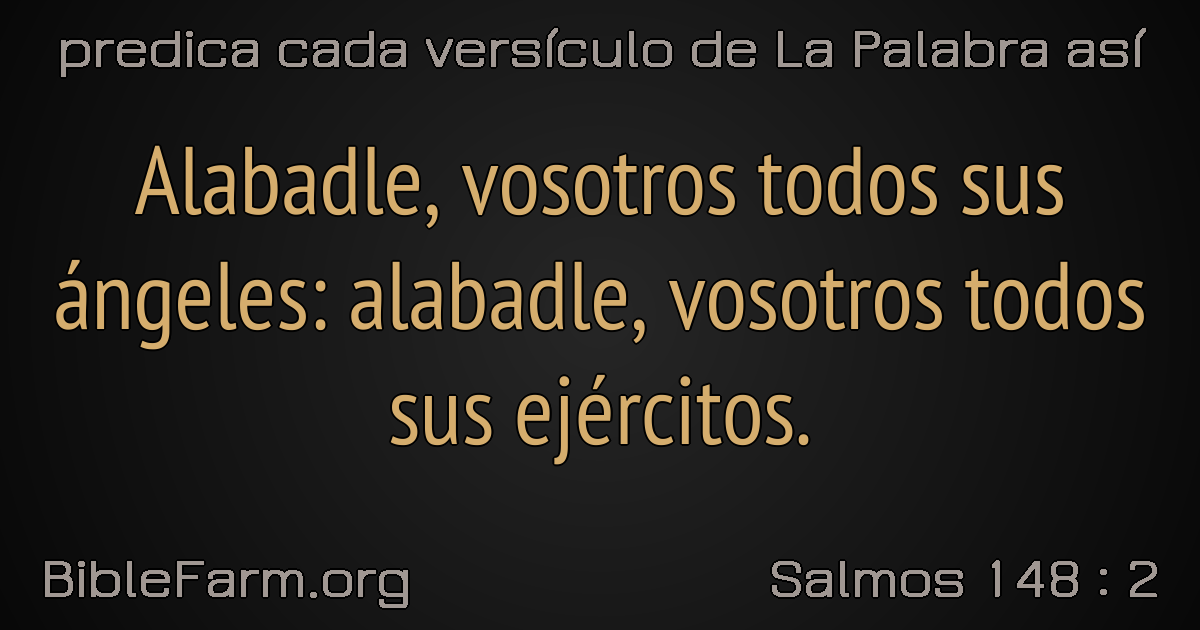 predica cada versículo de La Palabra así
Alabadle, vosotros todos sus
ángeles: alabadle, vosotros todos
sus ejércitos.
BibleFarm.org
Salmos 148 : 2